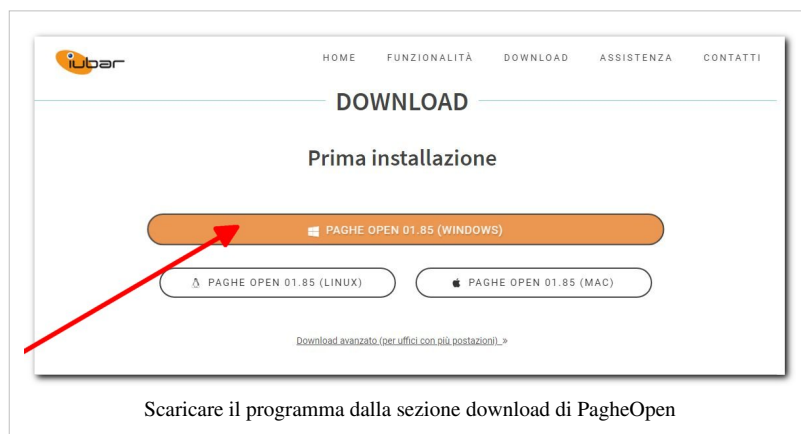 iubar
HOME FUNZIONALITÀ DOWNLOAD ASSISTENZA CONTATTI
DOWNLOAD
Prima installazione
PAGHE OPEN 01.85 (WINDOWS)
PAGHE OPEN 01.85 (LINUX) PAGHE OPEN 01.85 (MAC)
Download avanzato (per uffici con più postazioni) »
Scaricare il programma dalla sezione download di PagheOpen